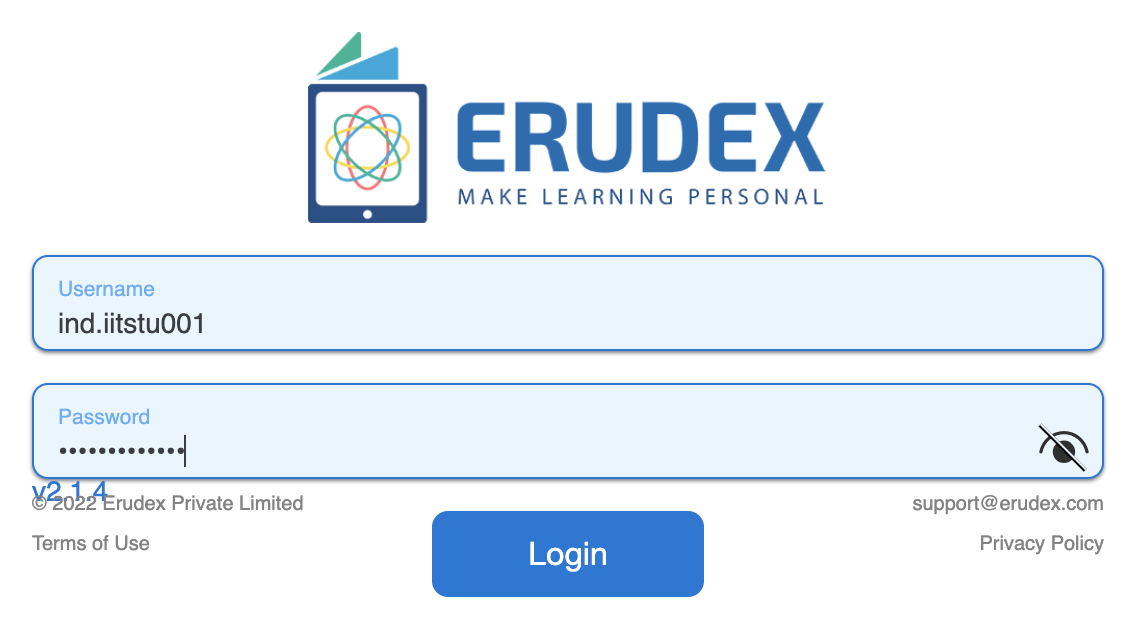 ERUDEX
MAKE LEARNING PERSONAL
Username
ind.iitstu001
Password
•••••••••••••
v2.1.4
© 2022 Erudex Private Limited
support@erudex.com
Login
Terms of Use
Privacy Policy